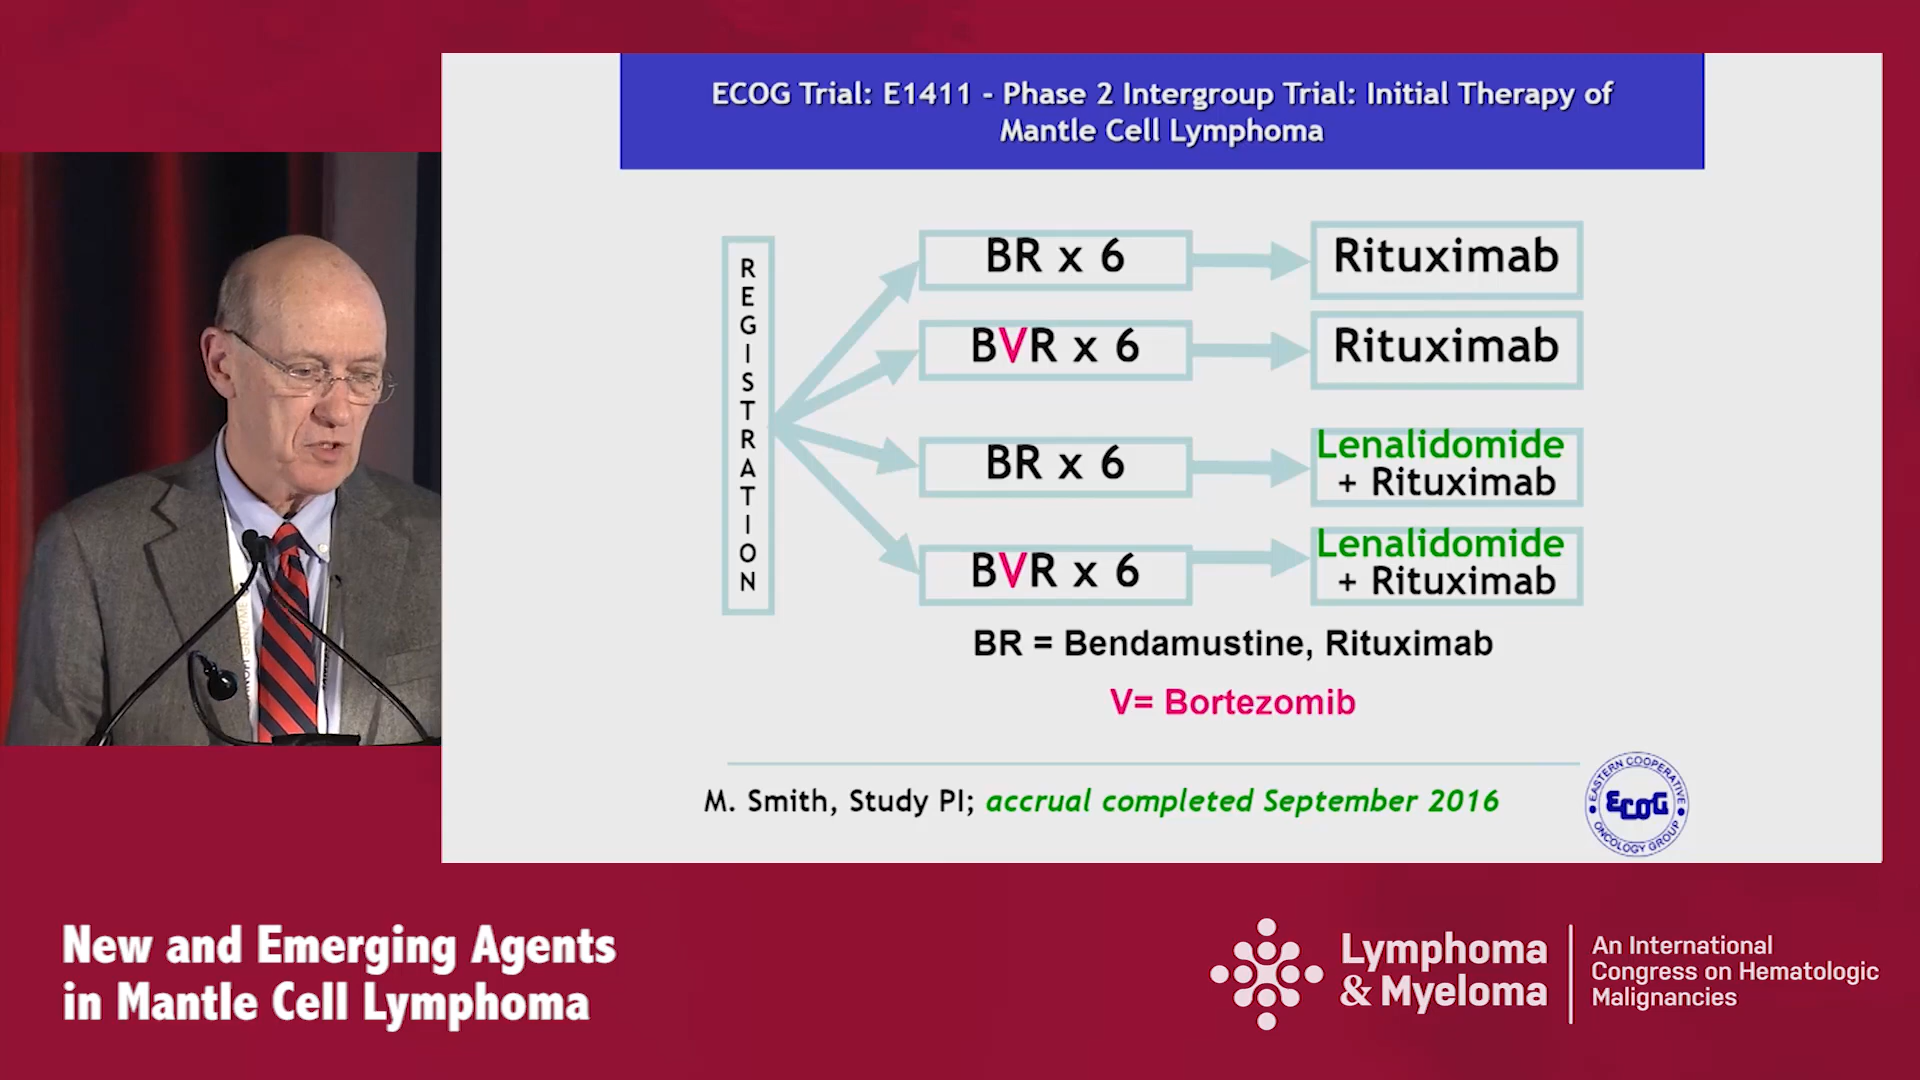 ECOG Trial: E1411 - Phase 2 Intergroup Trial: Initial Therapy of
Mantle Cell Lymphoma
REGISTRATION
BR x 6
Rituximab
BVR x 6
Rituximab
BR x 6
Lenalidomide
+ Rituximab
BVR x 6
Lenalidomide
+ Rituximab
BR = Bendamustine, Rituximab
V= Bortezomib
M. Smith, Study PI; accrual completed September 2016
EASTERN COOPERATIVE
ECOG
ONCOLOGY GROUP
GENZYME
New and Emerging Agents
in Mantle Cell Lymphoma
Lymphoma
& Myeloma
An International
Congress on Hematologic
Malignancies